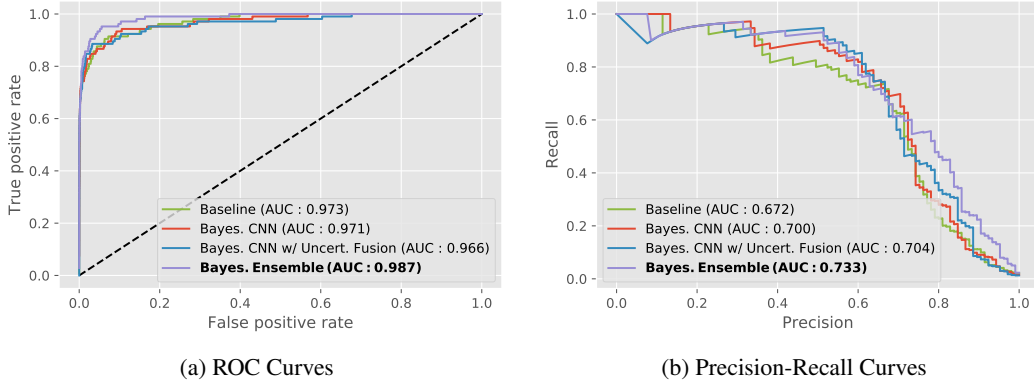 1.0
0.8
0.6
0.4
0.2
0.0
True positive rate
Baseline (AUC : 0.973)
Bayes. CNN (AUC : 0.971)
Bayes. CNN w/ Uncert. Fusion (AUC : 0.966)
Bayes. Ensemble (AUC : 0.987)
0.0 0.2 0.4 0.6 0.8 1.0
False positive rate
(a) ROC Curves
1.0
0.8
0.6
0.4
0.2
0.0
Recall
Baseline (AUC : 0.672)
Bayes. CNN (AUC : 0.700)
Bayes. CNN w/ Uncert. Fusion (AUC : 0.704)
Bayes. Ensemble (AUC : 0.733)
0.0 0.2 0.4 0.6 0.8 1.0
Precision
(b) Precision-Recall Curves